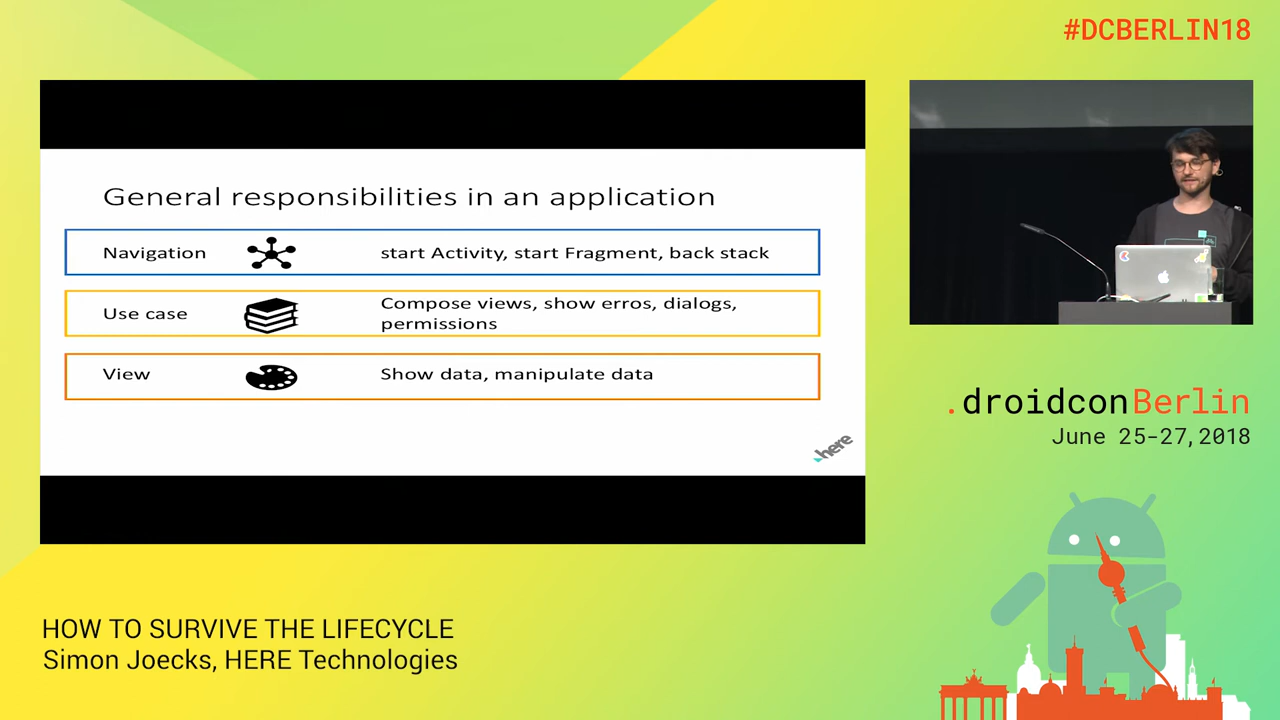 #DCBERLIN18
General responsibilities in an application
Navigation
start Activity, start Fragment, back stack
Use case
Compose views, show erros, dialogs,
permissions
View
Show data, manipulate data
here
.droidconBerlin
June 25-27,2018
HOW TO SURVIVE THE LIFECYCLE
Simon Joecks, HERE Technologies